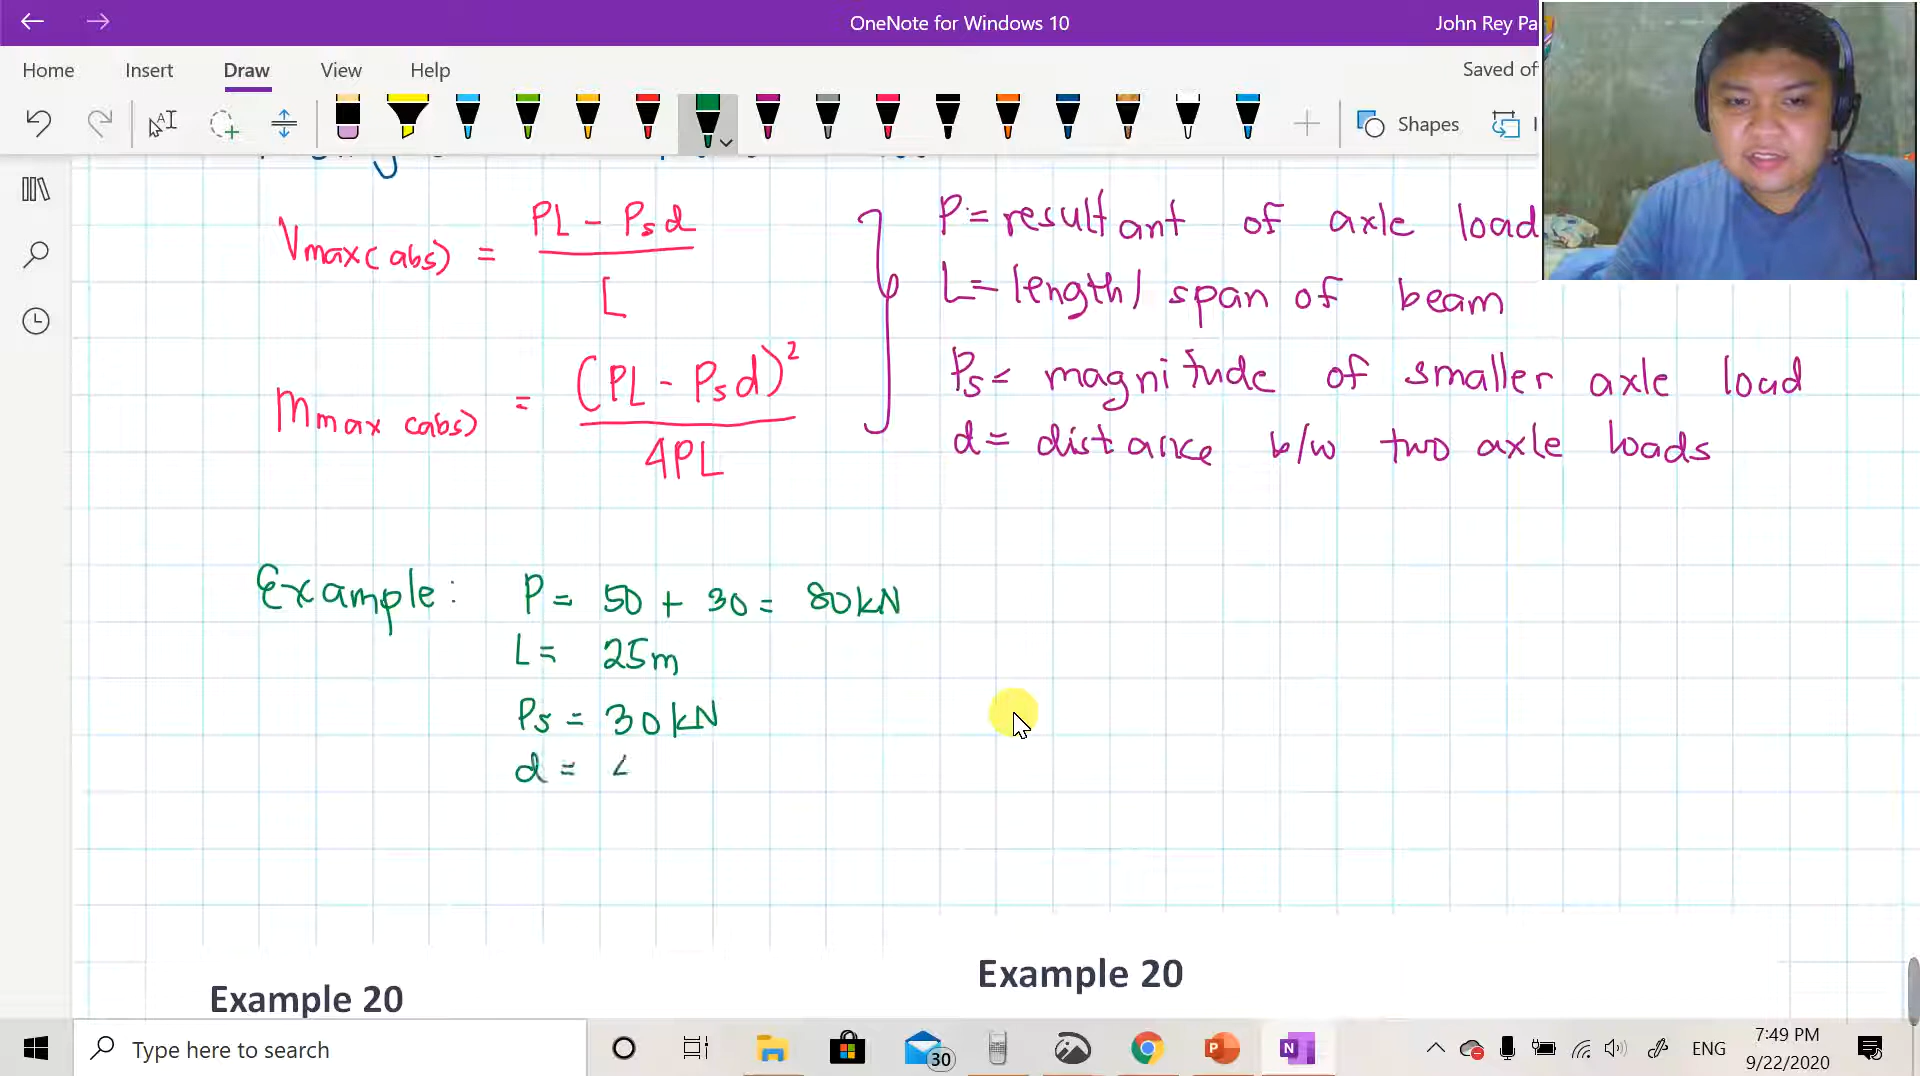 OneNote for Windows 10
John Rey Pa
Home Insert Draw View Help
Saved of
Shapes
Vmax(abs) = PL - Psd / L
P = resultant of axle load
L = length/span of beam
Mmax (abs) = (PL - Psd)² / 4PL
Ps = magnitude of smaller axle load
d = distance b/w two axle loads
Example: P = 50 + 30 = 80kN
L = 25m
Ps = 30kN
d =
Example 20
Example 20
Type here to search
30
ENG
7:49 PM
9/22/2020